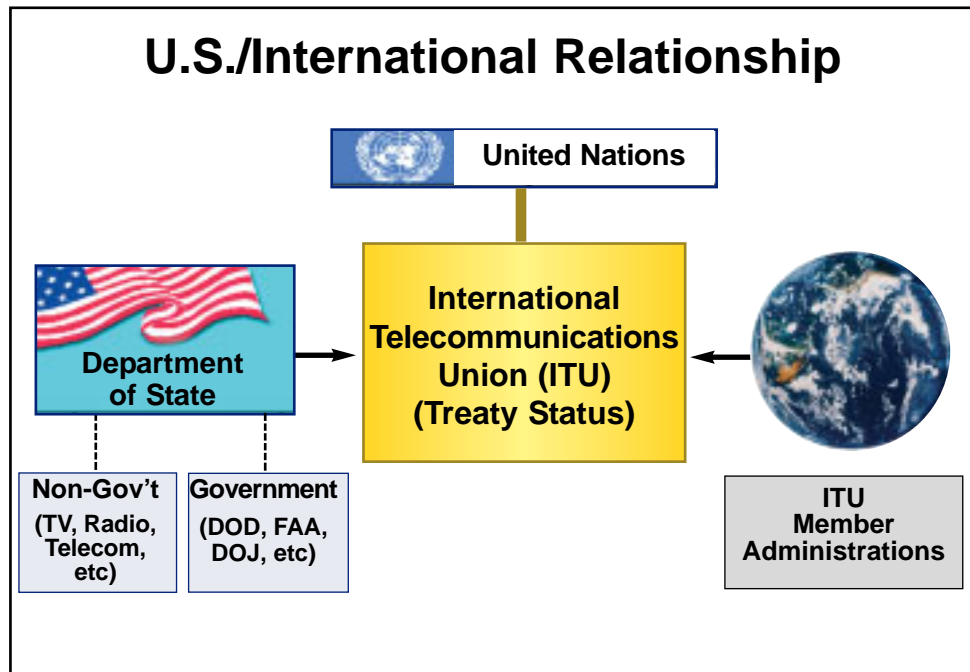 U.S./International Relationship
United Nations
International
Telecommunications
Union (ITU)
(Treaty Status)
Department
of State
Non-Gov't
(TV, Radio,
Telecom,
etc)
Government
(DOD, FAA,
DOJ, etc)
ITU
Member
Administrations